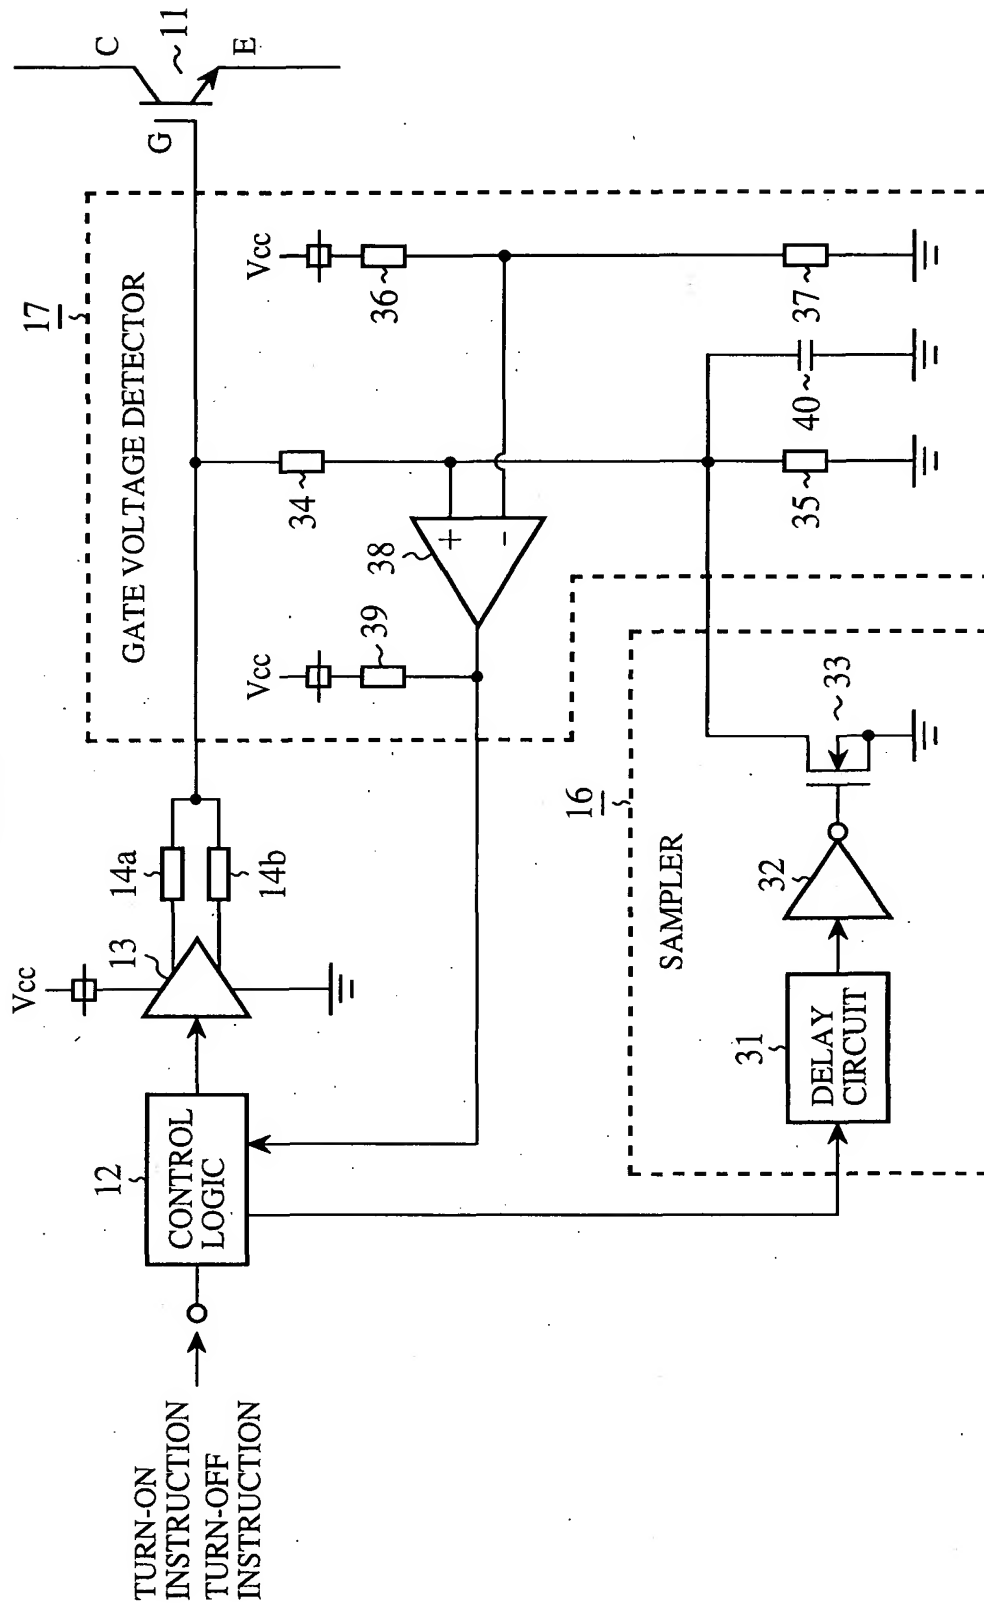 TURN-ON
INSTRUCTION
TURN-OFF
INSTRUCTION
12
CONTROL
LOGIC
Vcc
13
14a
14b
17
GATE VOLTAGE DETECTOR
G
C
E
11
Vcc
39
38
+
-
34
Vcc
36
35
40
37
16
SAMPLER
31
DELAY
CIRCUIT
32
33